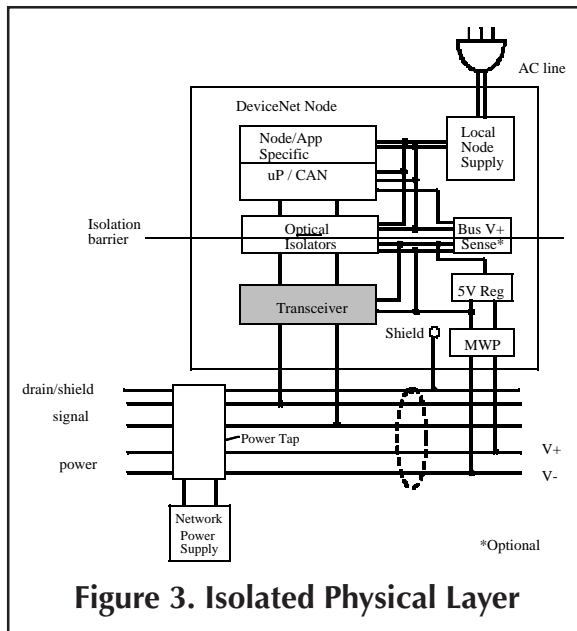 AC line
DeviceNet Node
Node/App
Specific
uP / CAN
Local
Node
Supply
Isolation
barrier
Optical
Isolators
Bus V+
Sense*
5V Reg
Transceiver
Shield
MWP
drain/shield
signal
Power Tap
power
V+
V-
Network
Power
Supply
*Optional
Figure 3. Isolated Physical Layer